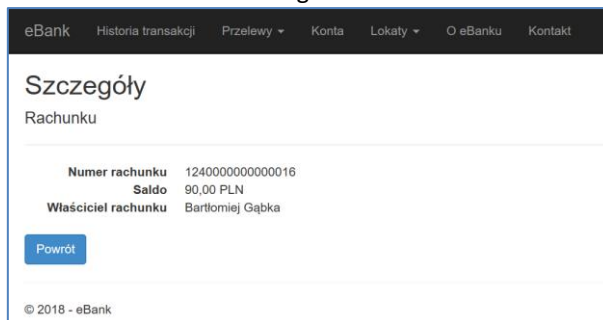 eBank Historia transakcji Przelewy Konta Lokaty O eBanku Kontakt
Szczegóły
Rachunku
Numer rachunku 1240000000000016
Saldo 90,00 PLN
Właściciel rachunku Bartłomiej Gąbka
Powrót
© 2018 - eBank